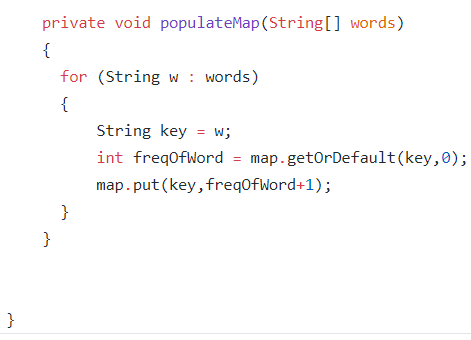 private void populateMap(String[] words)
{
for (String w : words)
{
String key = w;
int freqOfWord = map.getOrDefault(key,0);
map.put(key,freqOfWord+1);
}
}
}